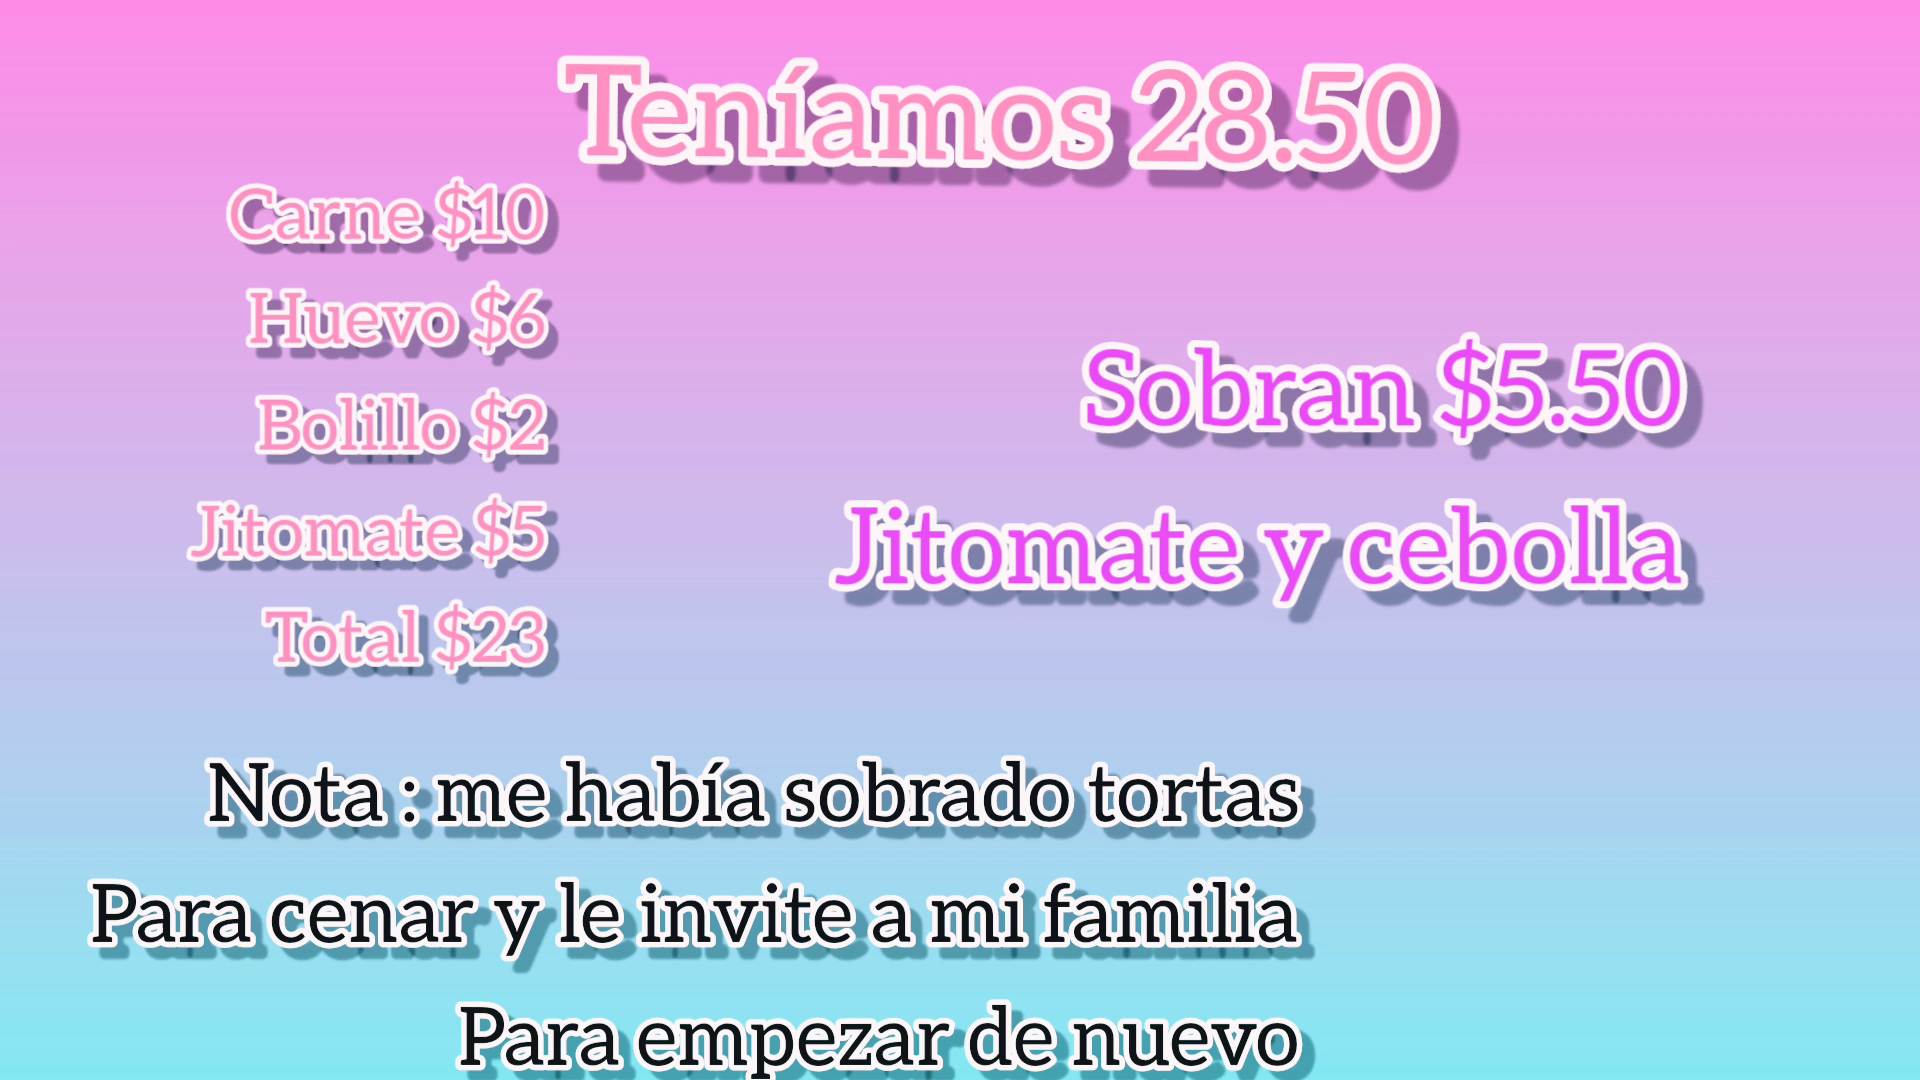 Teníamos 28.50
Carne $10
Huevo $6
Bolillo $2
Jitomate $5
Total $23
Sobran $5.50
Jitomate y cebolla
Nota : me había sobrado tortas
Para cenar y le invite a mi familia
Para empezar de nuevo